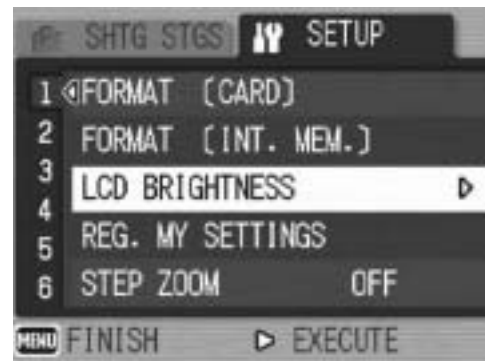 SHTG STGS SETUP
1 FORMAT [CARD]
2 FORMAT [INT. MEM.]
3 LCD BRIGHTNESS
4 REG. MY SETTINGS
5 STEP ZOOM OFF
6
MENU FINISH EXECUTE